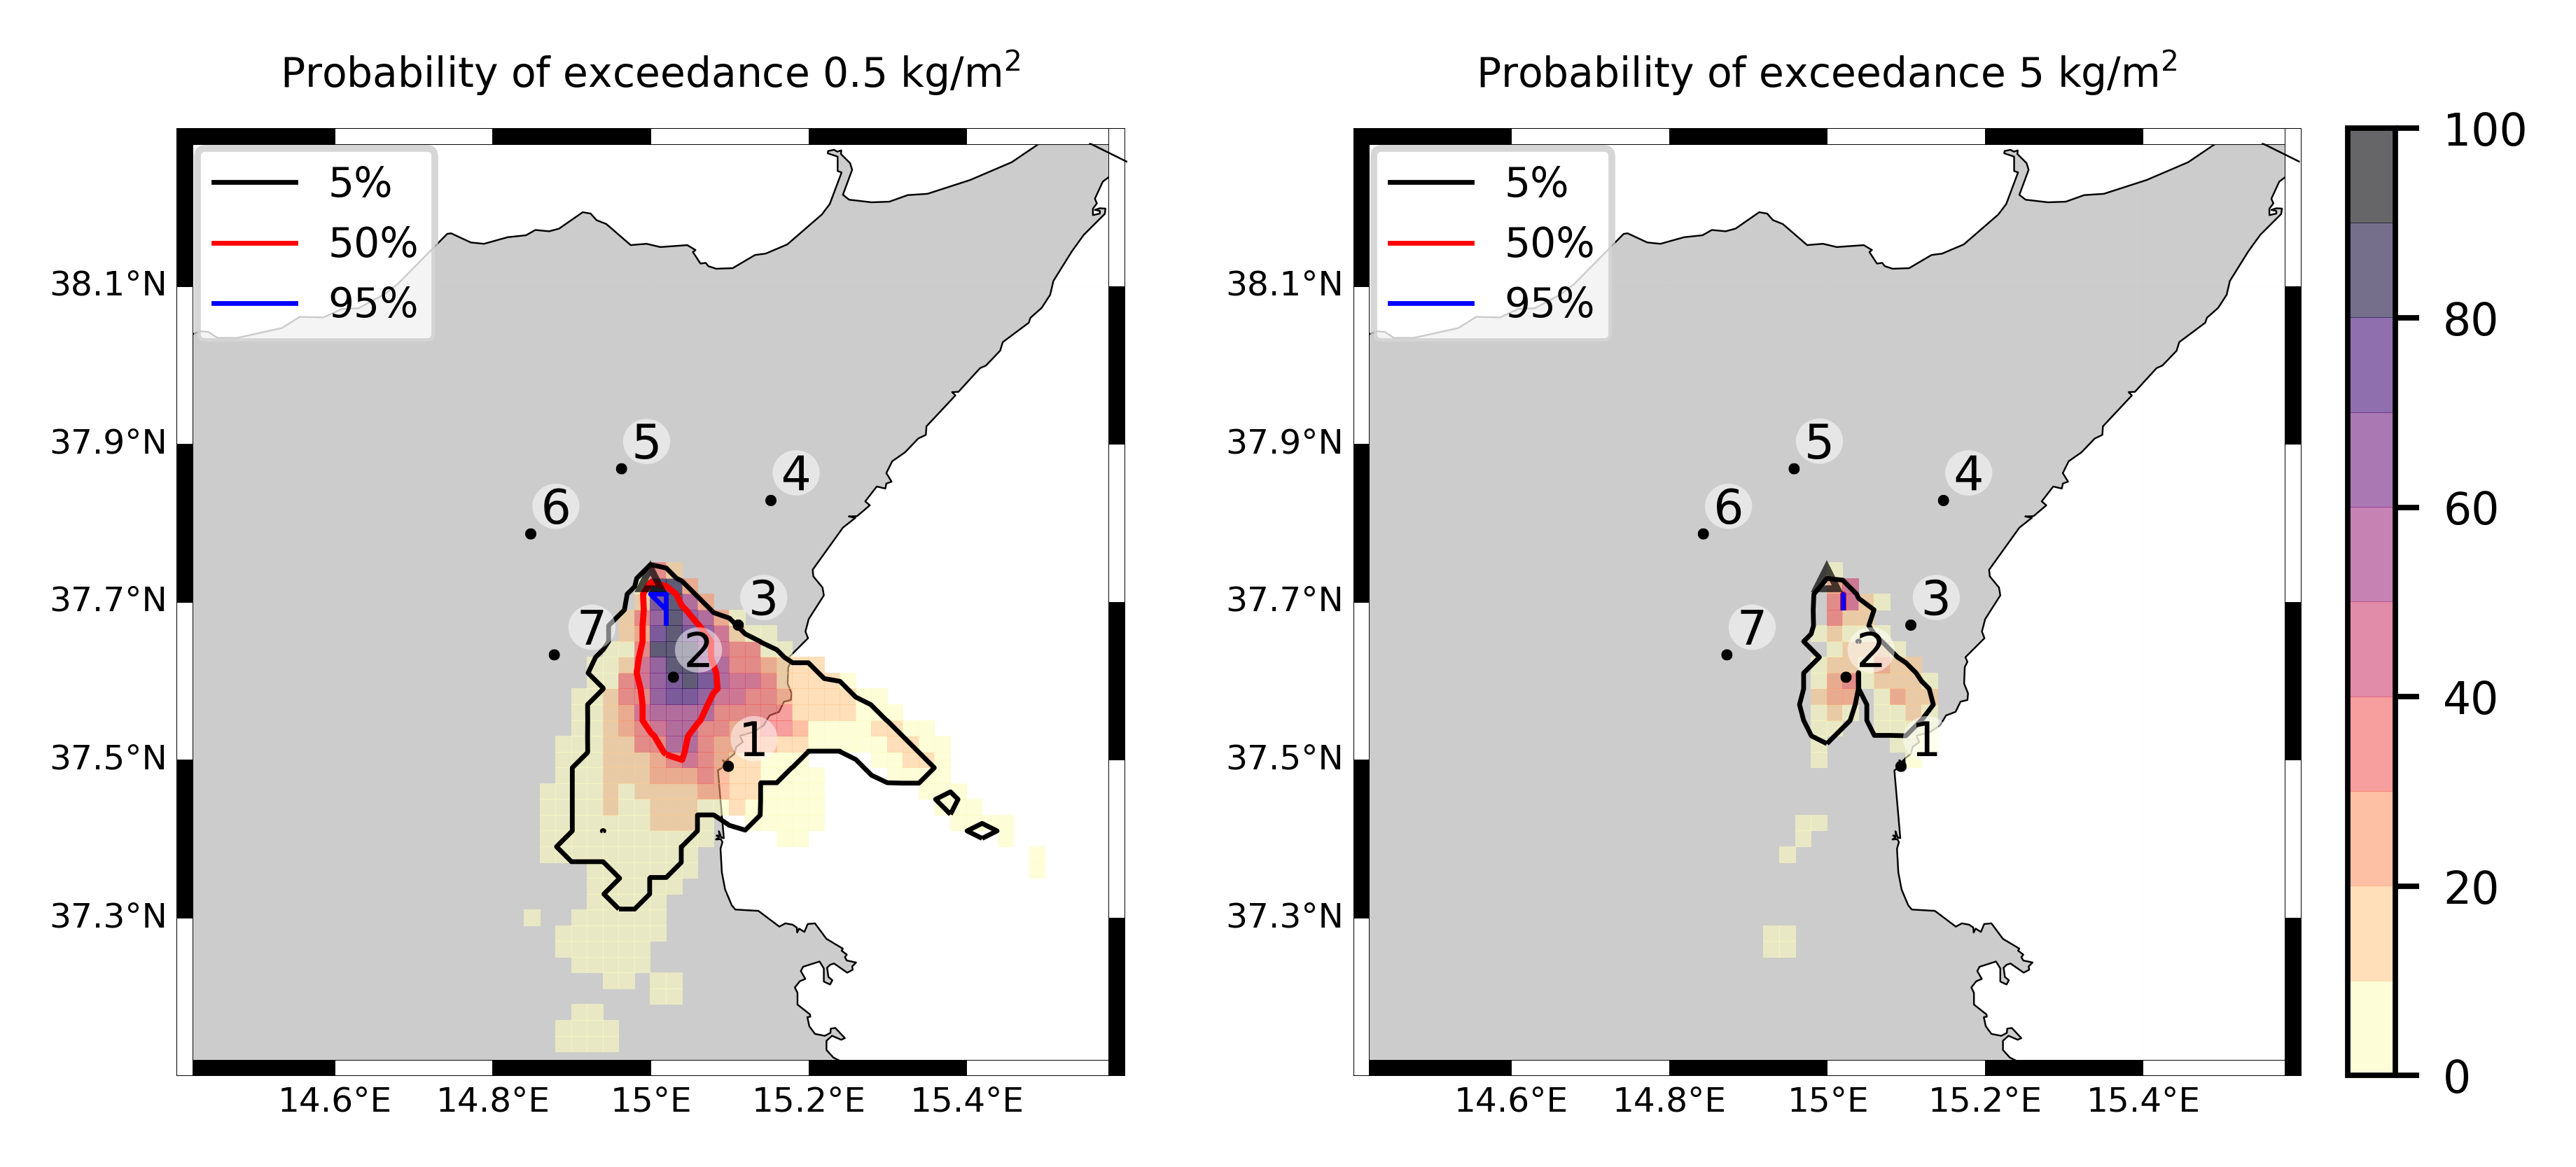 Probability of exceedance 0.5 kg/m²
5%
50%
95%
38.1°N
37.9°N
37.7°N
37.5°N
37.3°N
5
4
6
3
7
2
1
14.6°E
14.8°E
15°E
15.2°E
15.4°E
Probability of exceedance 5 kg/m²
5%
50%
95%
38.1°N
37.9°N
37.7°N
37.5°N
37.3°N
5
4
6
3
7
2
1
14.6°E
14.8°E
15°E
15.2°E
15.4°E
100
80
60
40
20
0